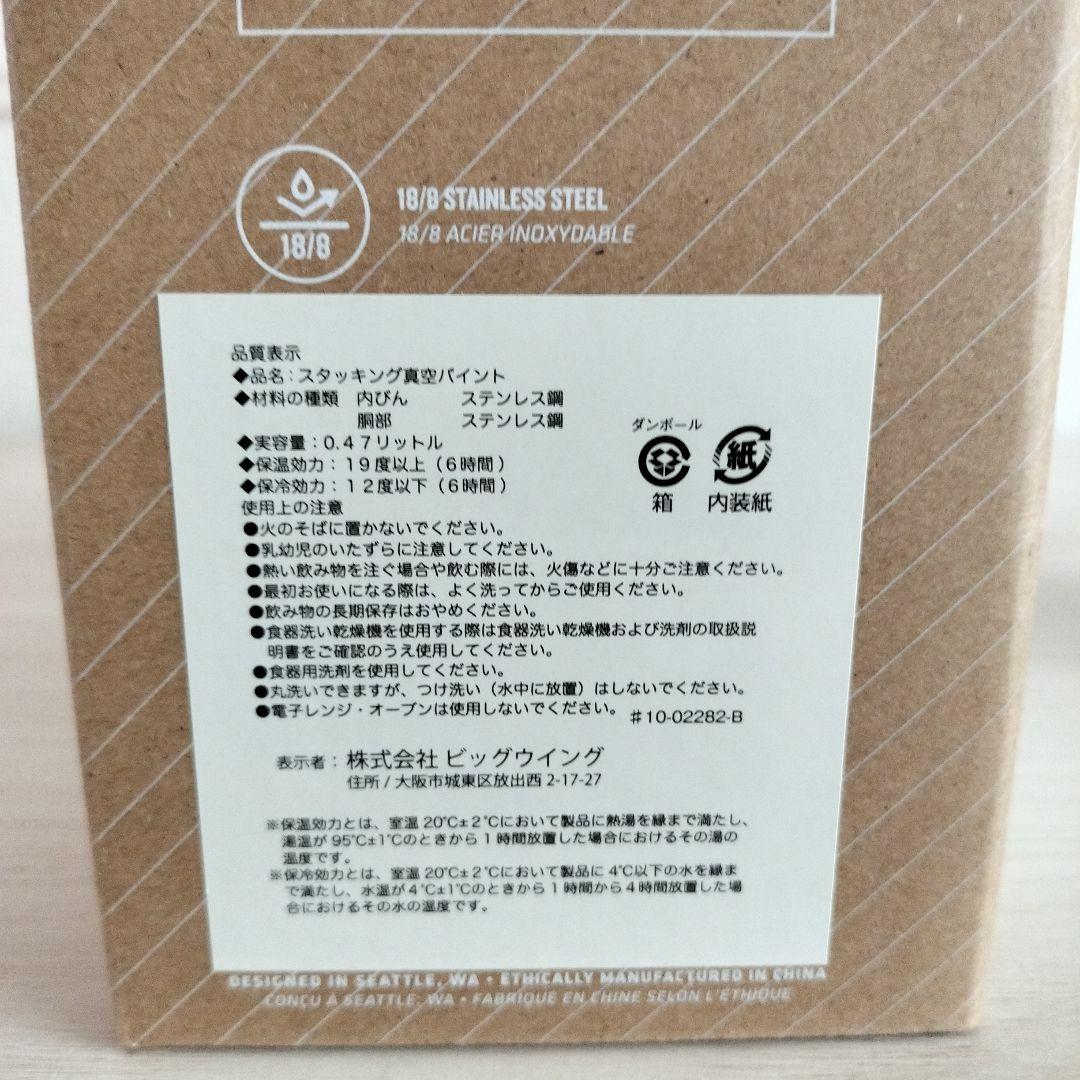 18/8
18/8 STAINLESS STEEL
18/8 ACIER INOXYDABLE
品質表示
◆品名：スタッキング真空パイント
◆材料の種類 内びん ステンレス鋼
胴部 ステンレス鋼
◆実容量：0.47リットル
◆保温効力：19度以上（6時間）
◆保冷効力：12度以下（6時間）
ダンボール
箱
紙
内装紙
使用上の注意
●火のそばに置かないでください。
●乳幼児のいたずらに注意してください。
●熱い飲み物を注ぐ場合や飲む際には、火傷などに十分ご注意ください。
●最初お使いになる際は、よく洗ってからご使用ください。
●飲み物の長期保存はおやめください。
●食器洗い乾燥機を使用する際は食器洗い乾燥機および洗剤の取扱説
明書をご確認のうえ使用してください。
●食器用洗剤を使用してください。
●丸洗いできますが、つけ洗い（水中に放置）はしないでください。
●電子レンジ・オーブンは使用しないでください。 #10-02282-B
表示者：株式会社 ビッグウイング
住所 / 大阪市城東区放出西 2-17-27
※保温効力とは、室温 20℃±2℃において製品に熱湯を縁まで満たし、
湯温が 95℃±1℃のときから1時間放置した場合におけるその湯の
温度です。
※保冷効力とは、室温 20℃±2℃において製品に 4℃以下の水を縁ま
で満たし、水温が 4℃±1℃のときから1時間から4時間放置した場
合におけるその水の温度です。
DESIGNED IN SEATTLE, WA • ETHICALLY MANUFACTURED IN CHINA
CONÇU À SEATTLE, WA • FABRIQUÉ EN CHINE SELON L'ÉTHIQUE